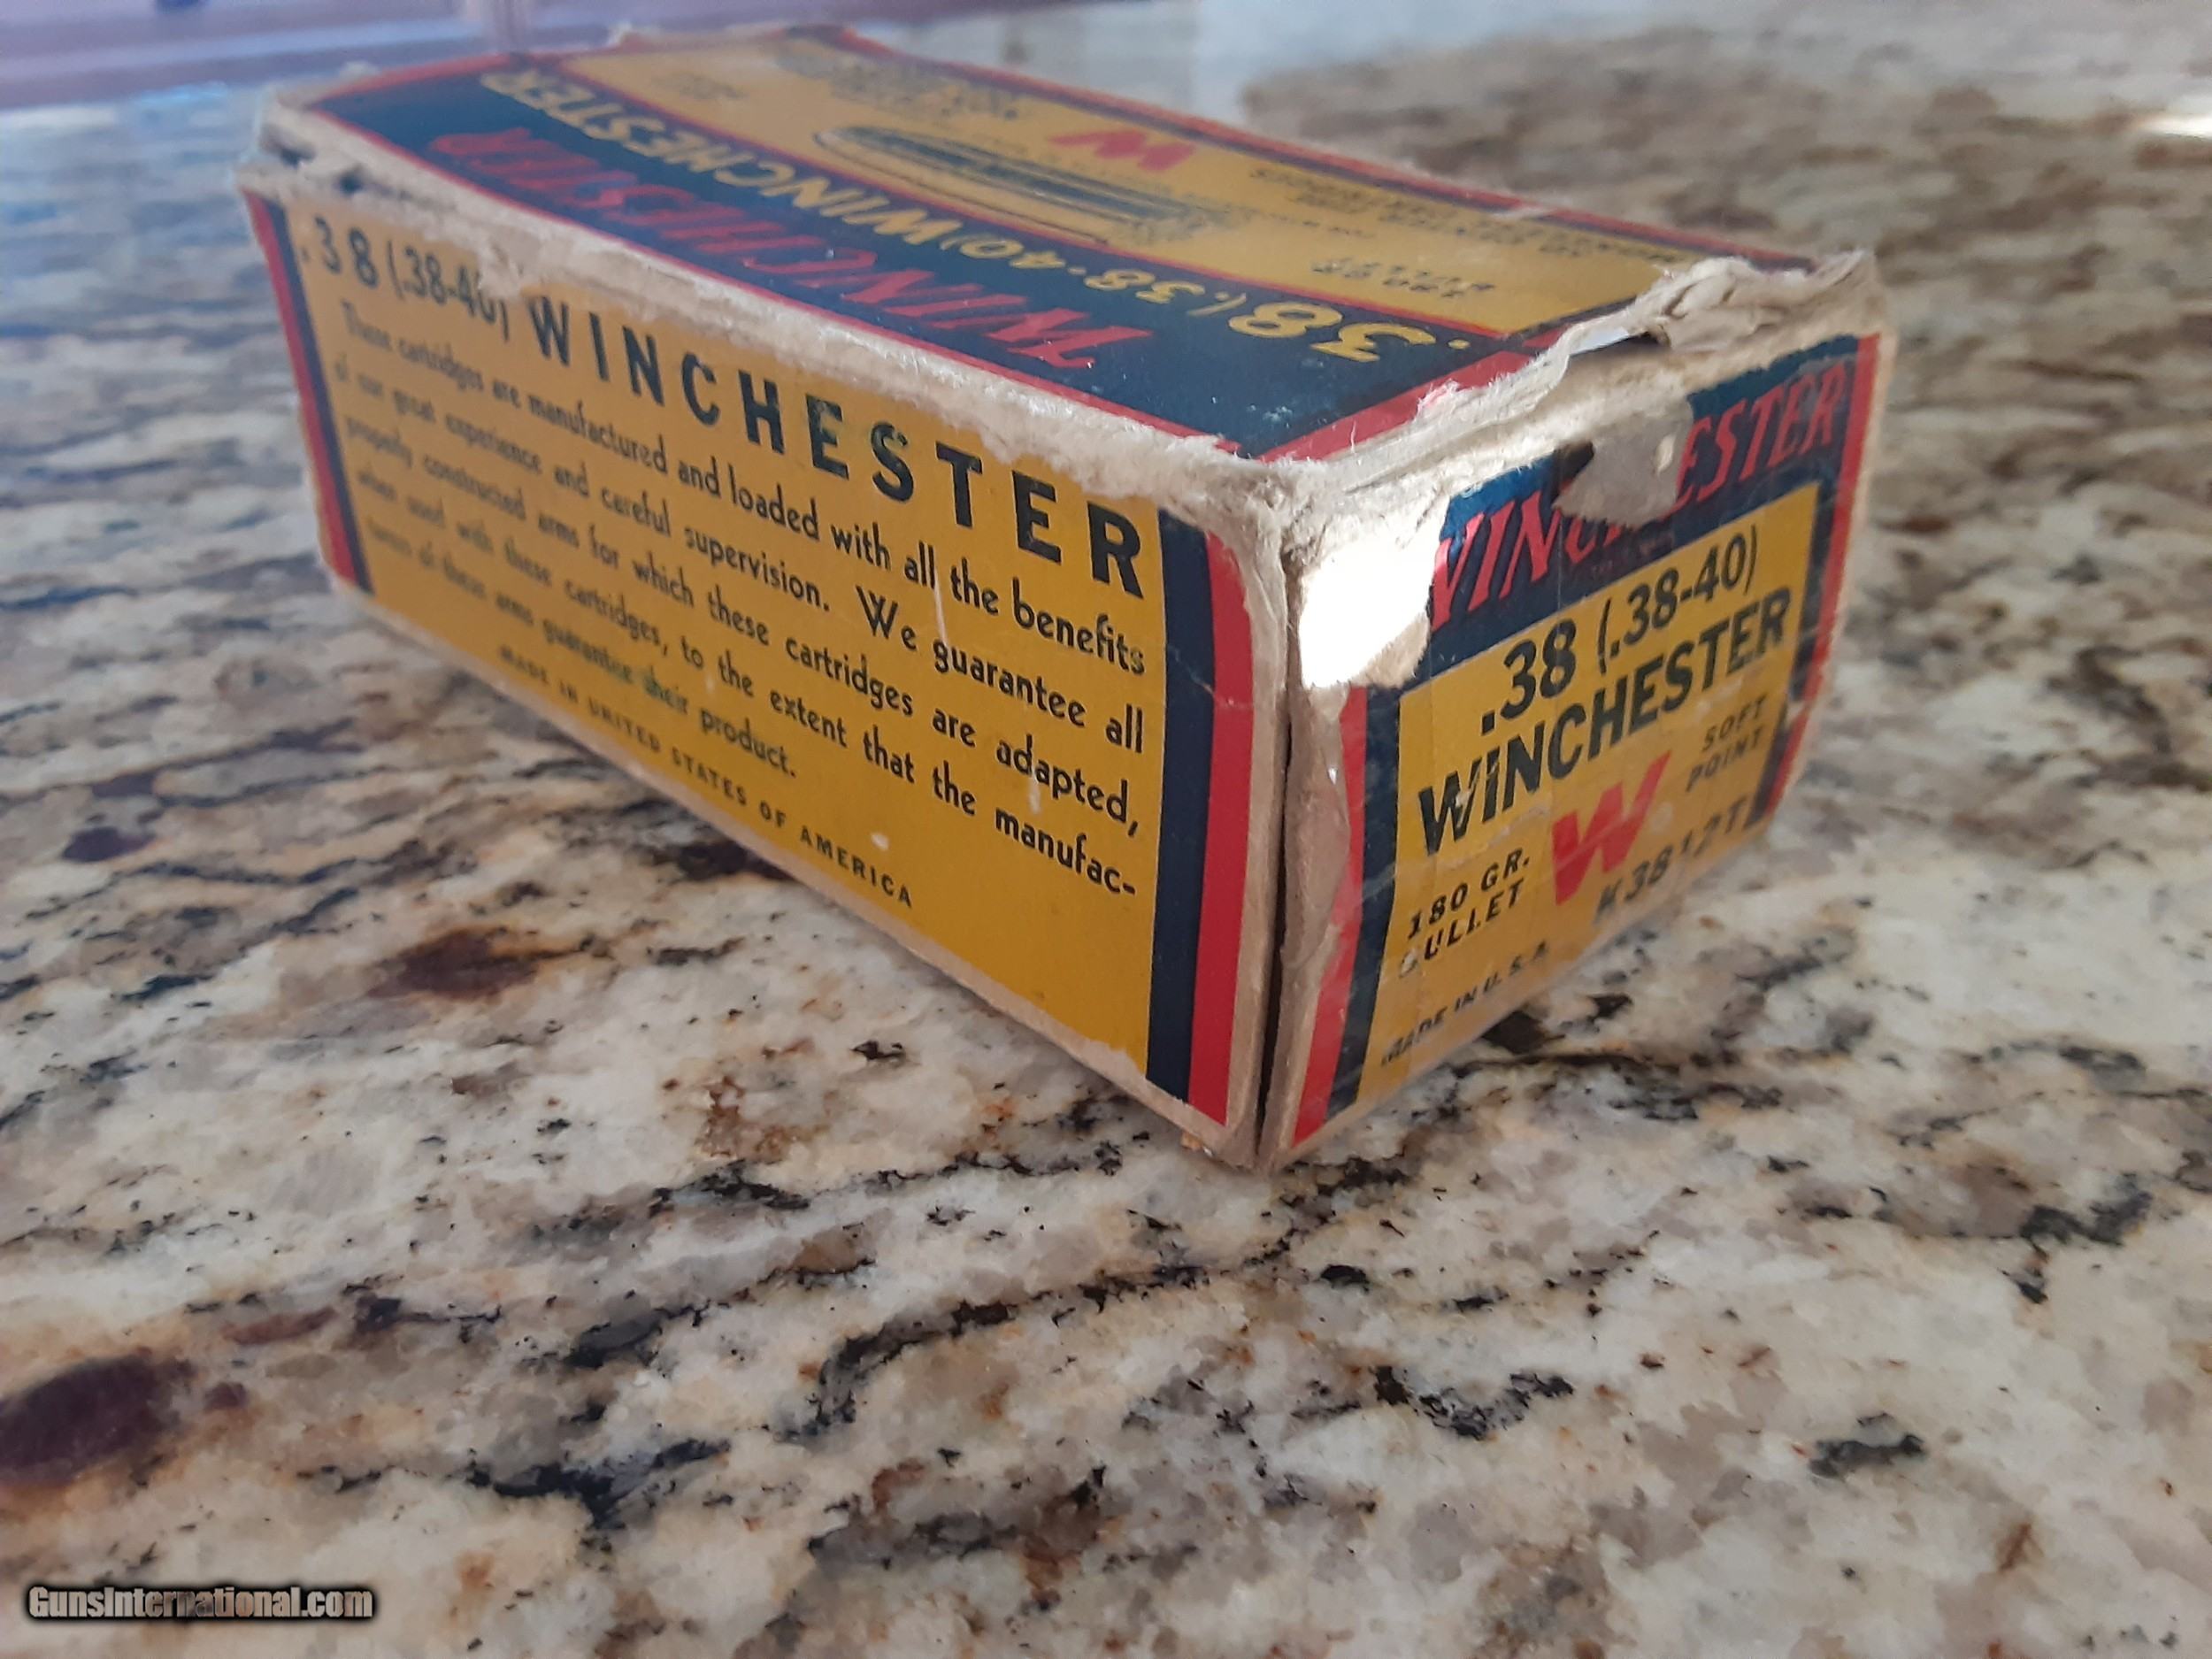 WINCHESTER
.38 (.38-40) WINCHESTER
W
.38 (.38-40) WINCHESTER
These cartridges are manufactured and loaded with all the benefits
of our great experience and careful supervision. We guarantee all
properly constructed arms for which these cartridges are adapted,
when used with these cartridges, to the extent that the manufac-
turers of these arms guarantee their product.
MADE IN UNITED STATES OF AMERICA
.38 (.38-40)
WINCHESTER
180 GR.
BULLET
W
SOFT
POINT
MADE IN U.S.A.
GunsInternational.com